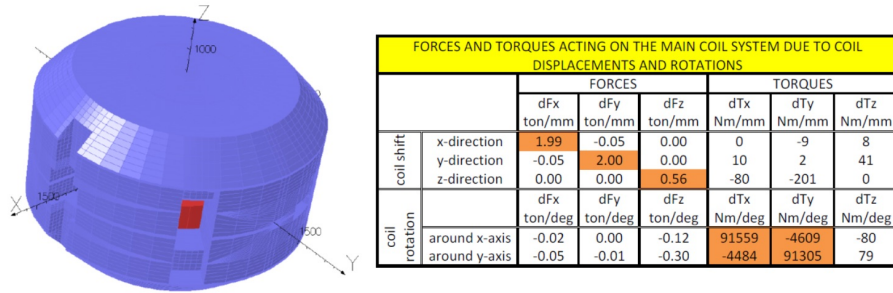 Z
1000
X
1500
1500
Y
FORCES AND TORQUES ACTING ON THE MAIN COIL SYSTEM DUE TO COIL
DISPLACEMENTS AND ROTATIONS
FORCES TORQUES
dFx dFy dFz dTx dTy dTz
ton/mm ton/mm ton/mm Nm/mm Nm/mm Nm/mm
coil shift
x-direction 1.99 -0.05 0.00 0 -9 8
y-direction -0.05 2.00 0.00 10 2 41
z-direction 0.00 0.00 0.56 -80 -201 0
dFx dFy dFz dTx dTy dTz
ton/deg ton/deg ton/deg Nm/deg Nm/deg Nm/deg
coil
rotation
around x-axis -0.02 0.00 -0.12 91559 -4609 -80
around y-axis -0.05 -0.01 -0.30 -4484 91305 79